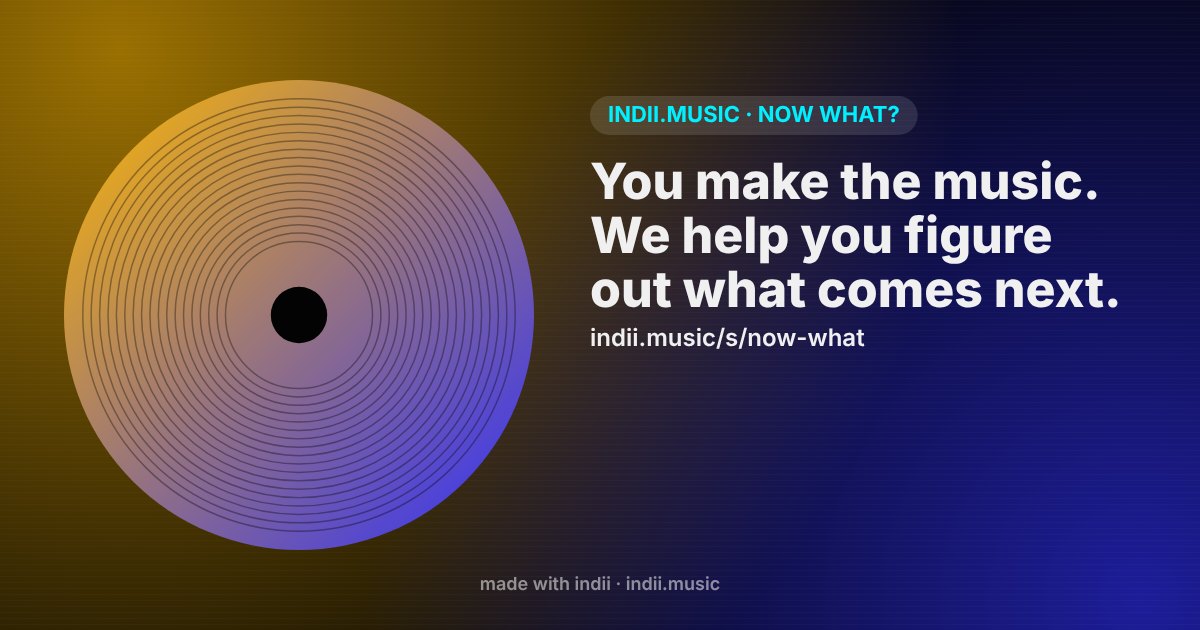 INDII.MUSIC · NOW WHAT?
You make the music.
We help you figure
out what comes next.
indii.music/s/now-what
made with indii · indii.music